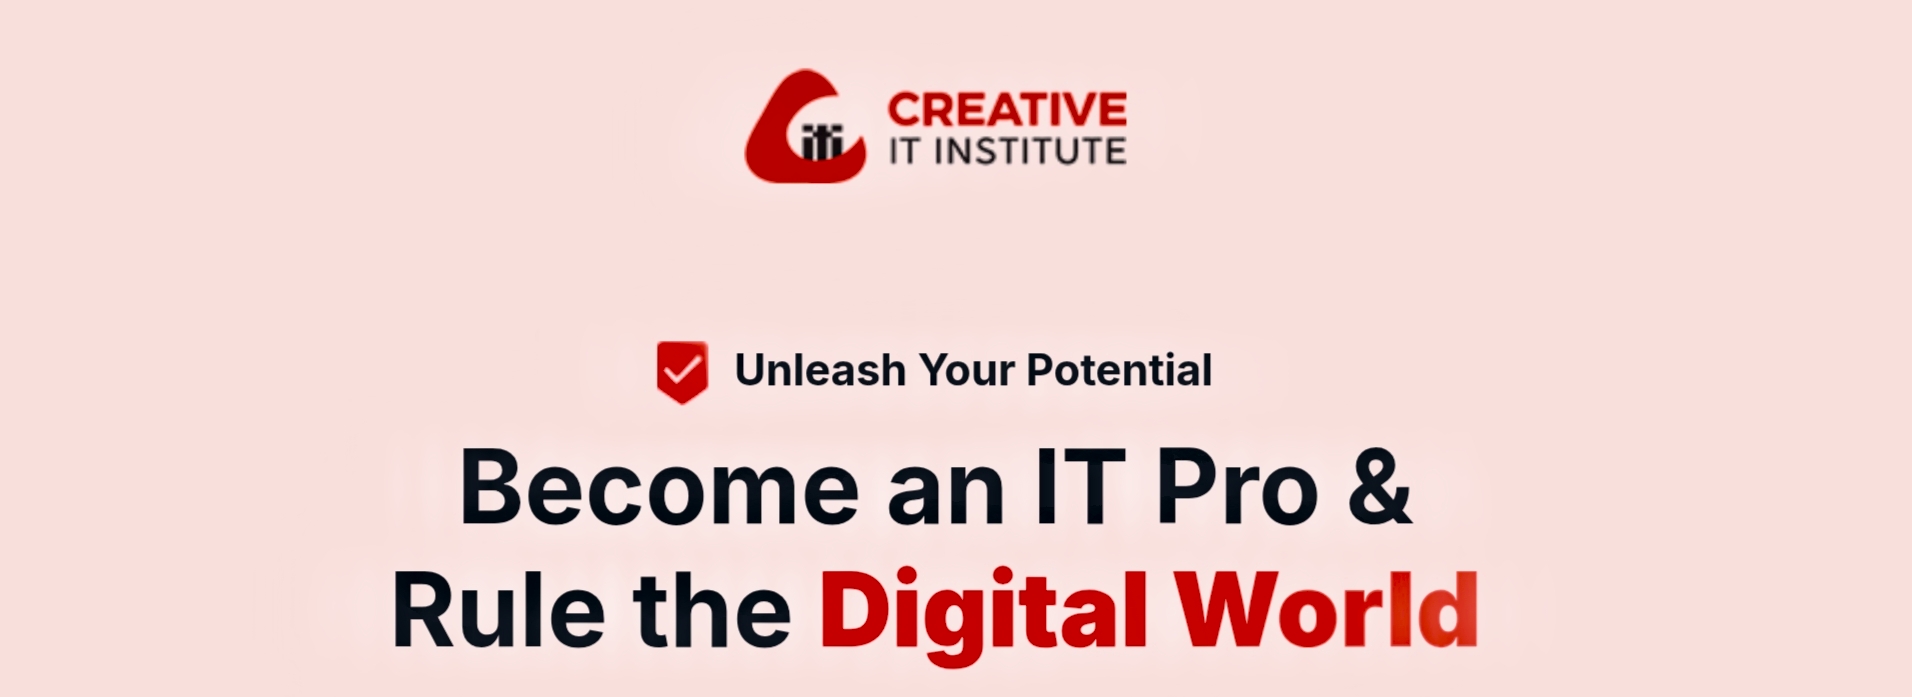 iti
CREATIVE
IT INSTITUTE
Unleash Your Potential
Become an IT Pro &
Rule the Digital World